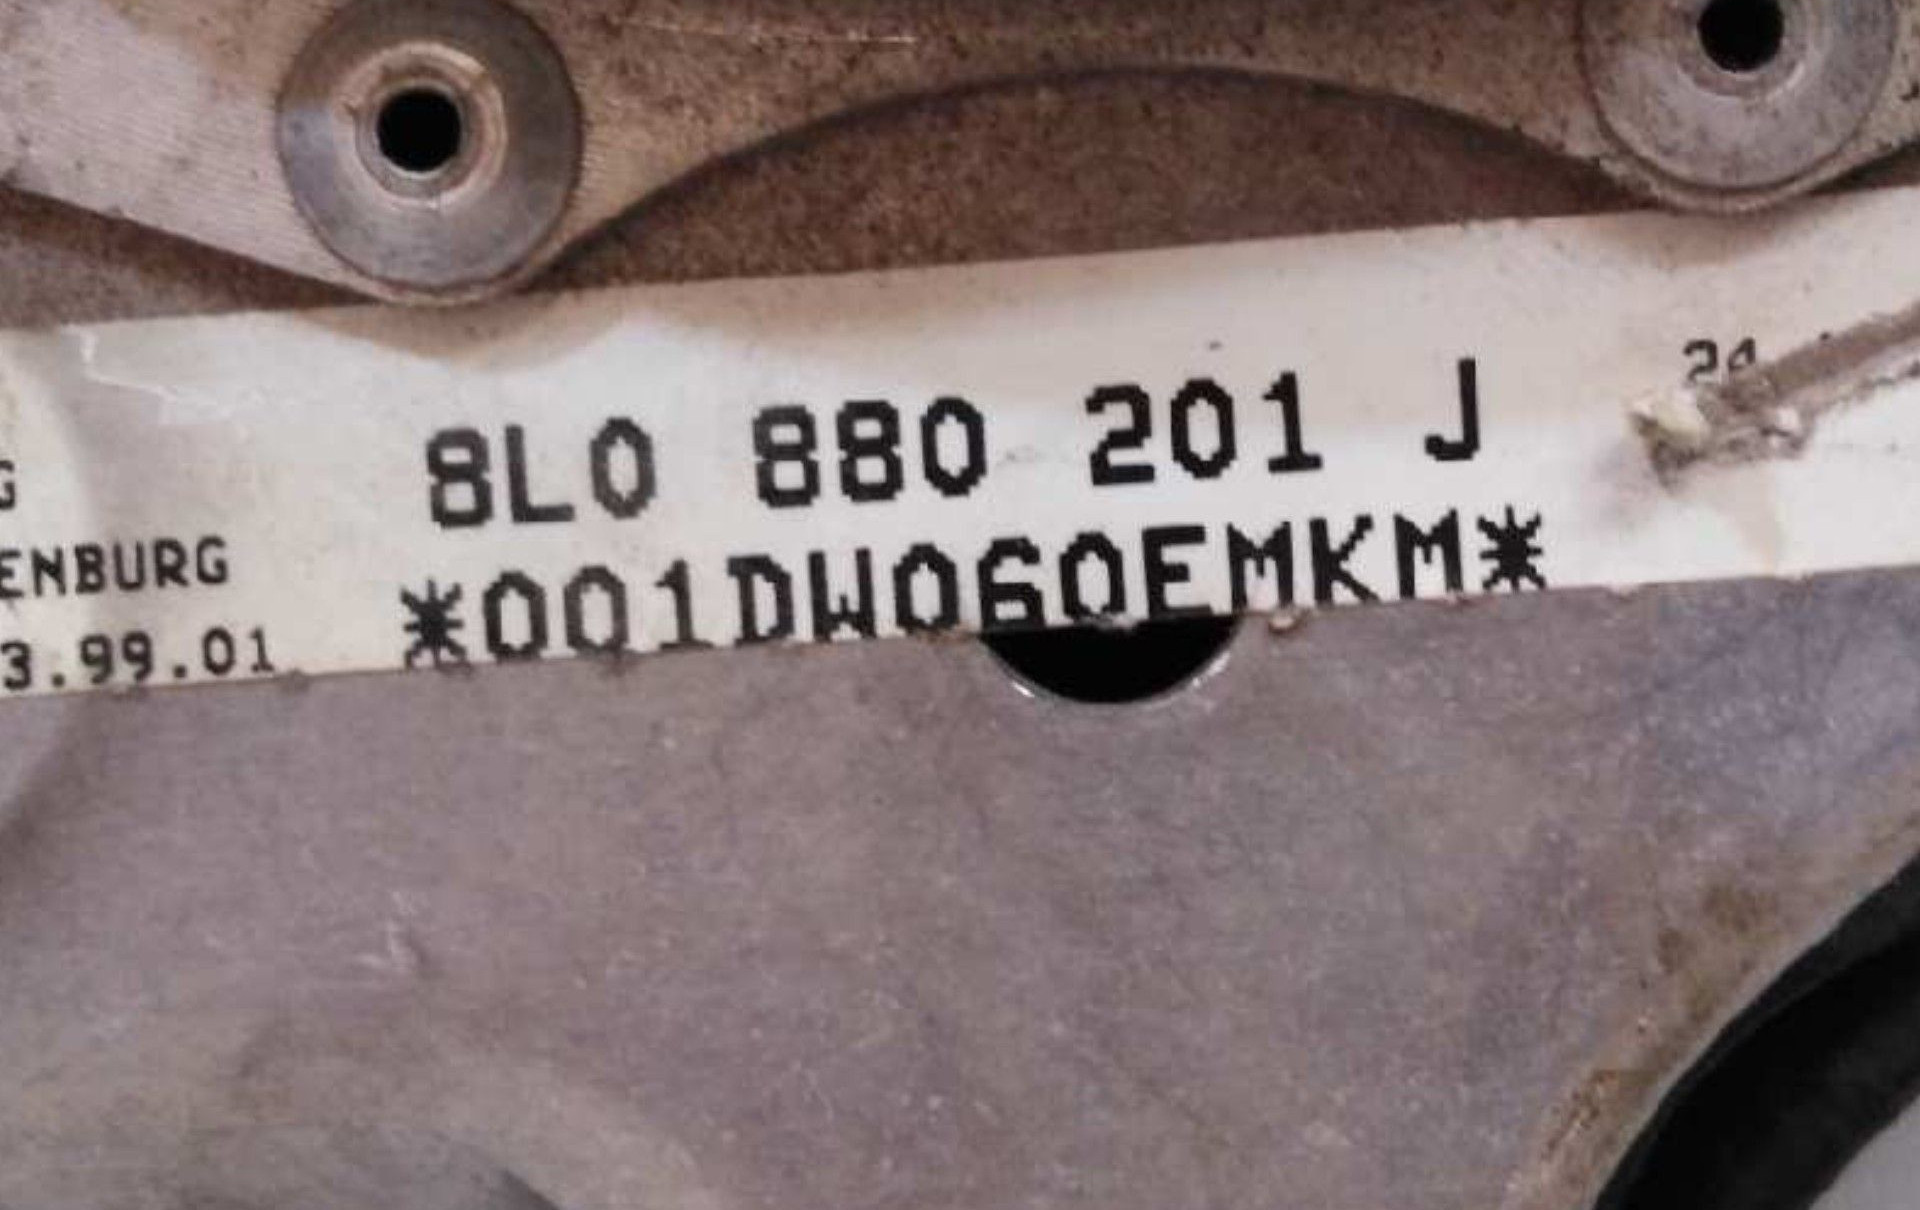 8L0 880 201 J
*001DW060EMKM*
ENBURG
3.99.01